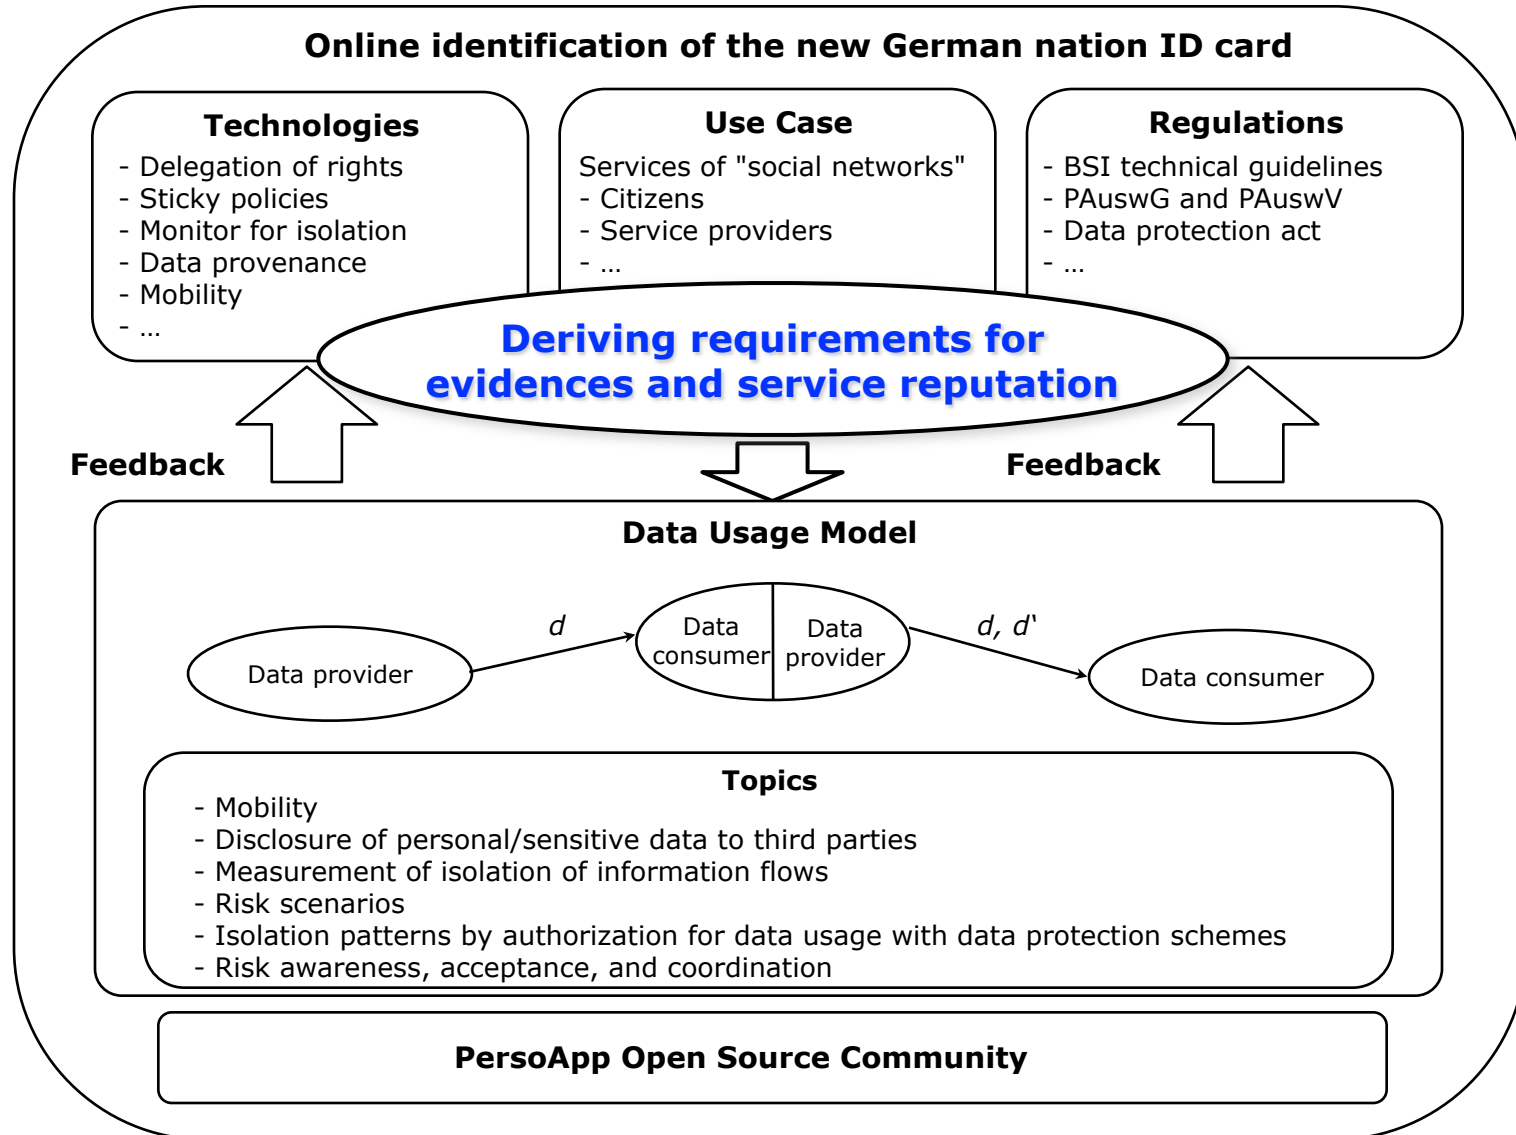 Online identification of the new German nation ID card
Technologies
- Delegation of rights
- Sticky policies
- Monitor for isolation
- Data provenance
- Mobility
- ...
Use Case
Services of "social networks"
- Citizens
- Service providers
- ...
Regulations
- BSI technical guidelines
- PAuswG and PAuswV
- Data protection act
- ...
Deriving requirements for
evidences and service reputation
Feedback
Feedback
Data Usage Model
Data provider
d
Data
consumer
Data
provider
d, d‘
Data consumer
Topics
- Mobility
- Disclosure of personal/sensitive data to third parties
- Measurement of isolation of information flows
- Risk scenarios
- Isolation patterns by authorization for data usage with data protection schemes
- Risk awareness, acceptance, and coordination
PersoApp Open Source Community